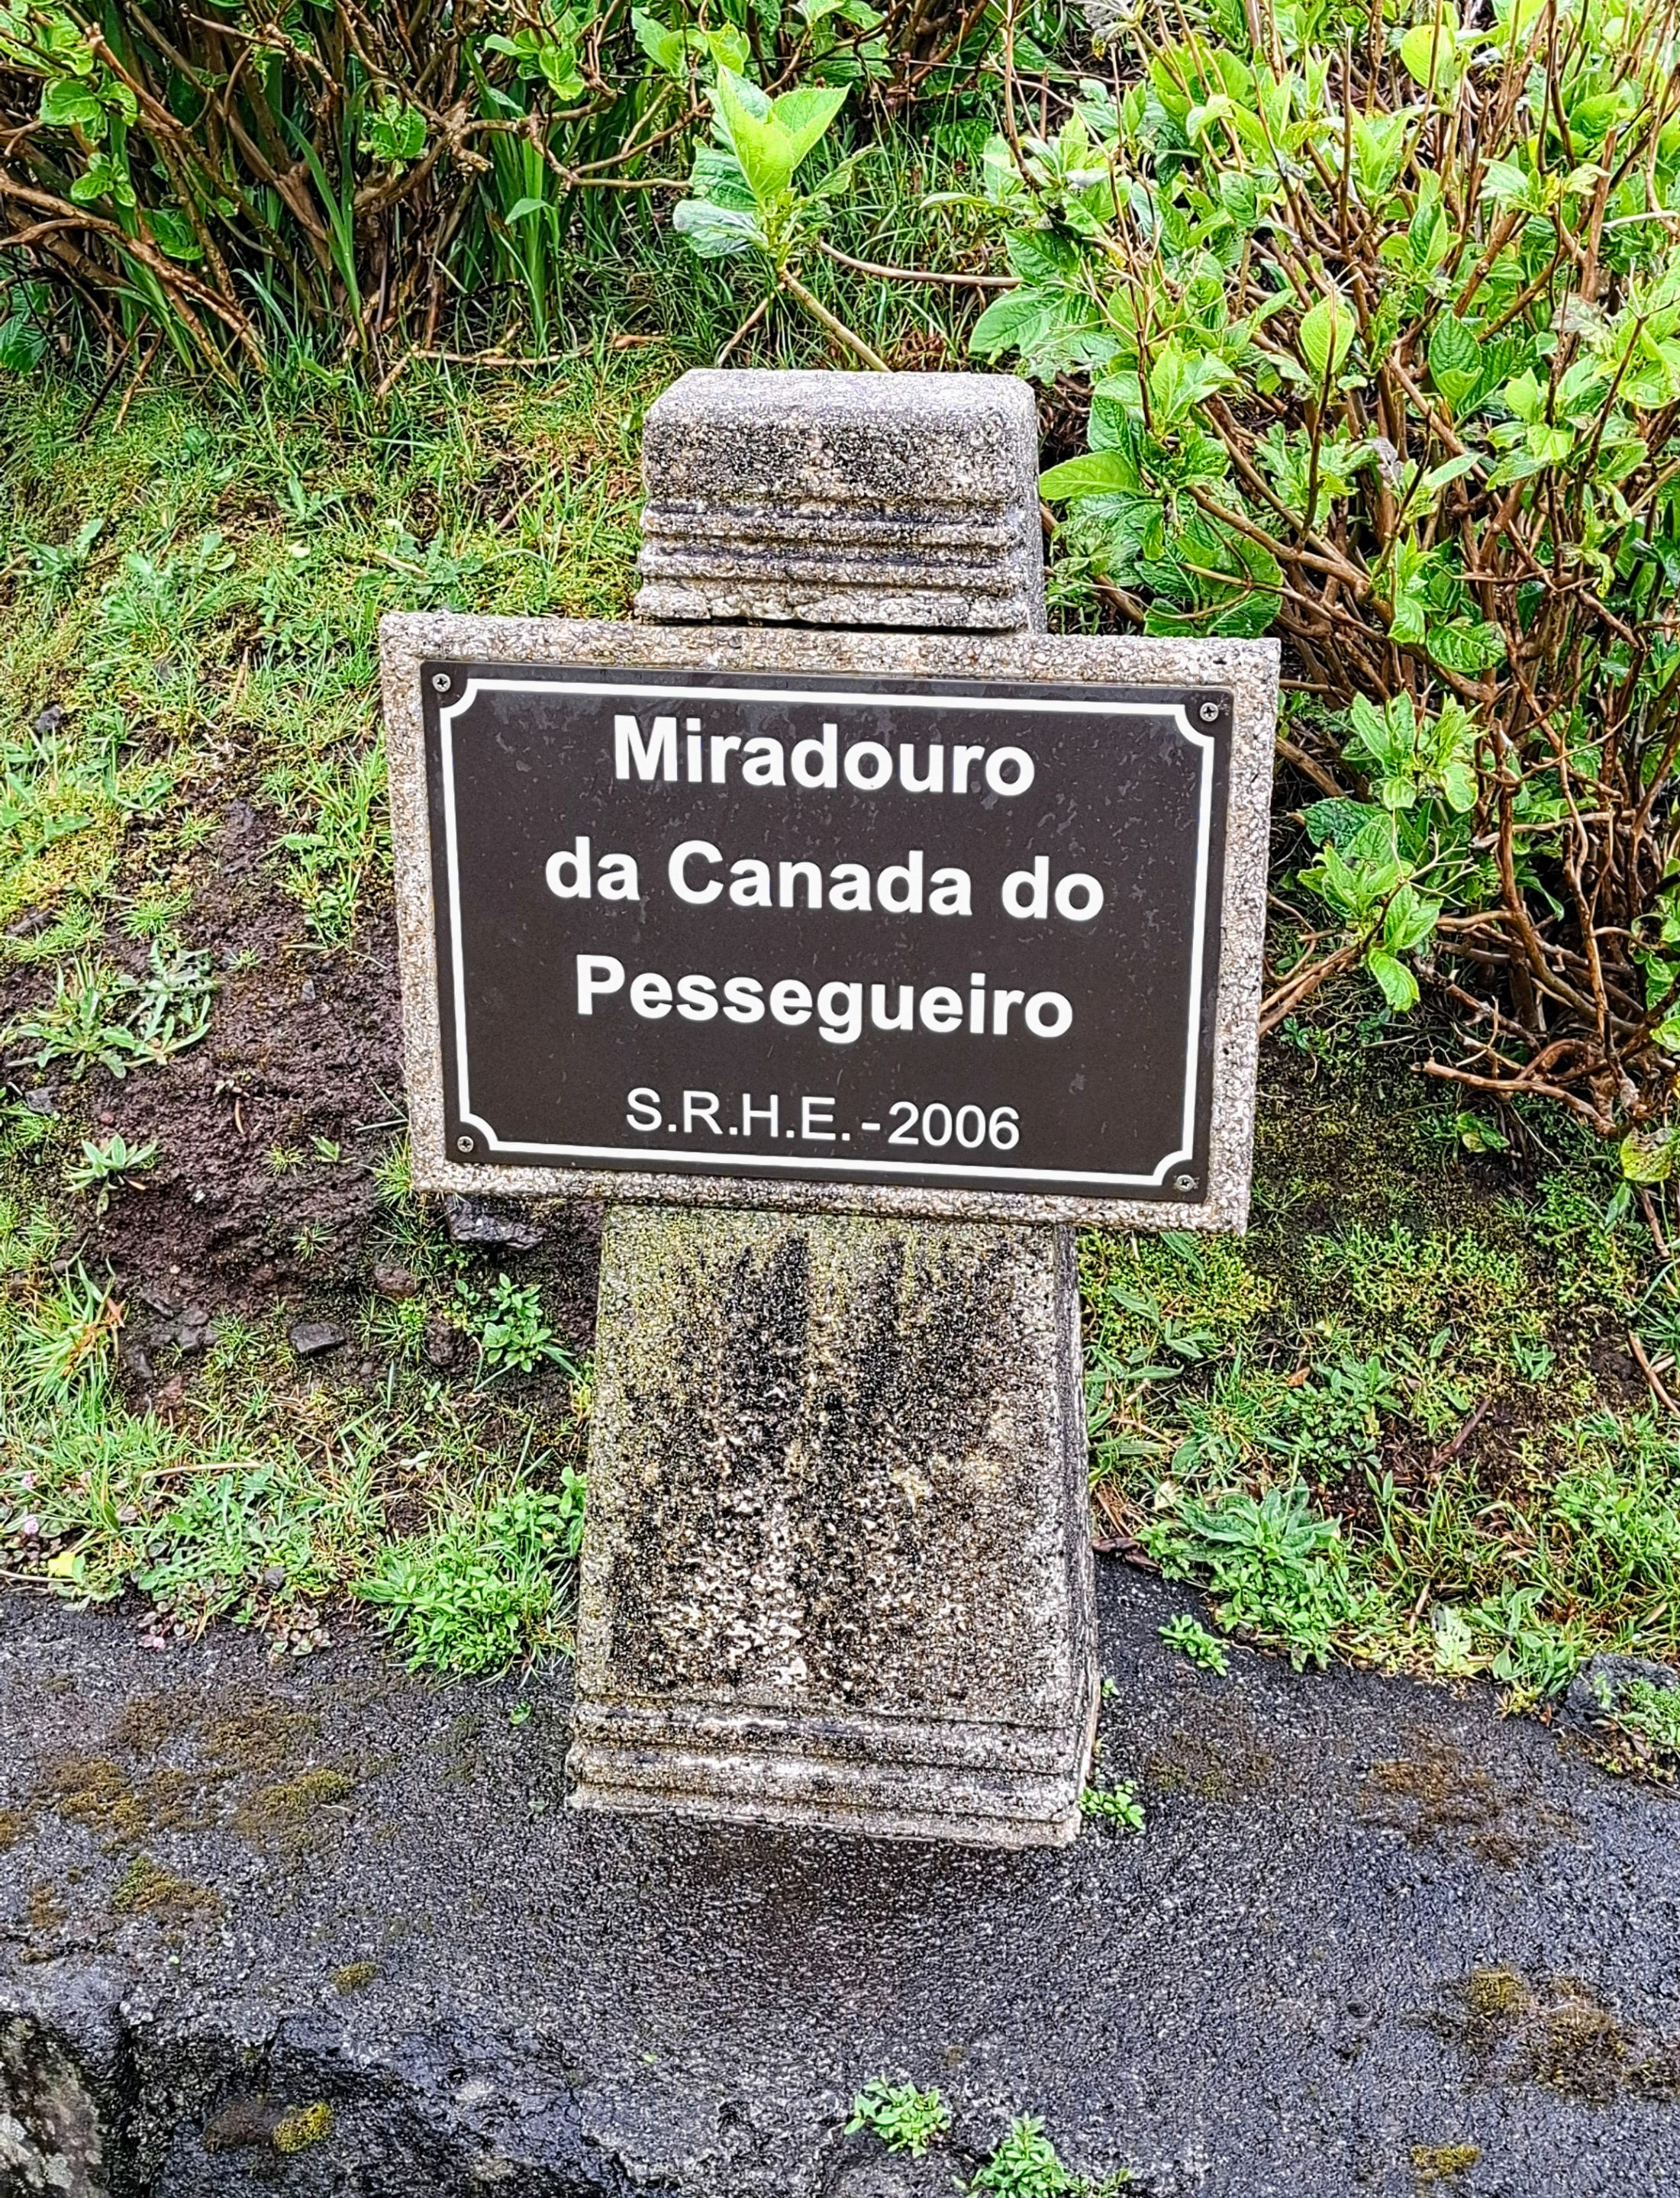 Miradouro
da Canada do
Pessegueiro
S.R.H.E.-2006